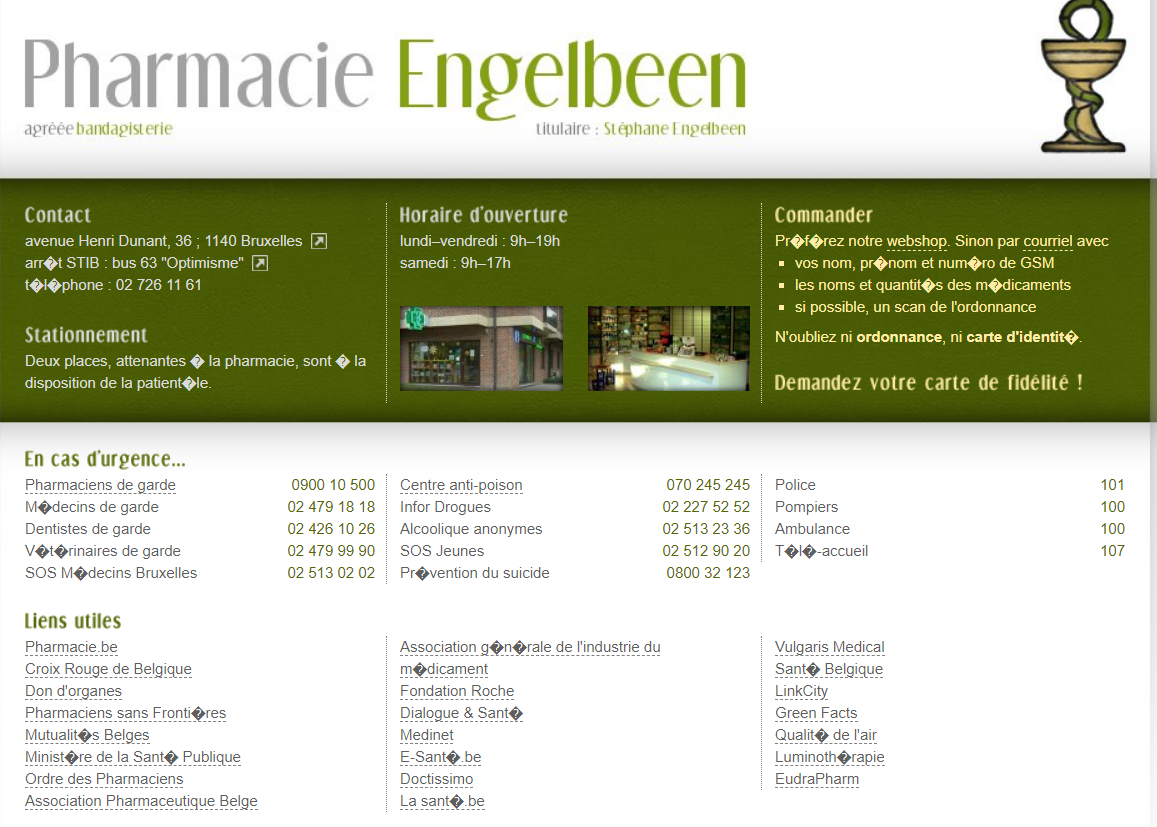 Pharmacie Engelbeen
agréée bandagisterie
titulaire : Stéphane Engelbeen
Contact
avenue Henri Dunant, 36 ; 1140 Bruxelles
arr�t STIB : bus 63 "Optimisme"
t�l�phone : 02 726 11 61
Stationnement
Deux places, attenantes � la pharmacie, sont � la
disposition de la patient�le.
Horaire d'ouverture
lundi–vendredi : 9h–19h
samedi : 9h–17h
Commander
Pr�f�rez notre webshop. Sinon par courriel avec
vos nom, pr�nom et num�ro de GSM
les noms et quantit�s des m�dicaments
si possible, un scan de l'ordonnance
N'oubliez ni ordonnance, ni carte d'identit�.
Demandez votre carte de fidélité !
En cas d'urgence...
Pharmaciens de garde 0900 10 500
M�decins de garde 02 479 18 18
Dentistes de garde 02 426 10 26
V�t�rinaires de garde 02 479 99 90
SOS M�decins Bruxelles 02 513 02 02
Centre anti-poison 070 245 245
Infor Drogues 02 227 52 52
Alcoolique anonymes 02 513 23 36
SOS Jeunes 02 512 90 20
Pr�vention du suicide 0800 32 123
Police 101
Pompiers 100
Ambulance 100
T�l�-accueil 107
Liens utiles
Pharmacie.be
Croix Rouge de Belgique
Don d'organes
Pharmaciens sans Fronti�res
Mutualit�s Belges
Minist�re de la Sant� Publique
Ordre des Pharmaciens
Association Pharmaceutique Belge
Association g�n�rale de l'industrie du
m�dicament
Fondation Roche
Dialogue & Sant�
Medinet
E-Sant�.be
Doctissimo
La sant�.be
Vulgaris Medical
Sant� Belgique
LinkCity
Green Facts
Qualit� de l'air
Luminoth�rapie
EudraPharm